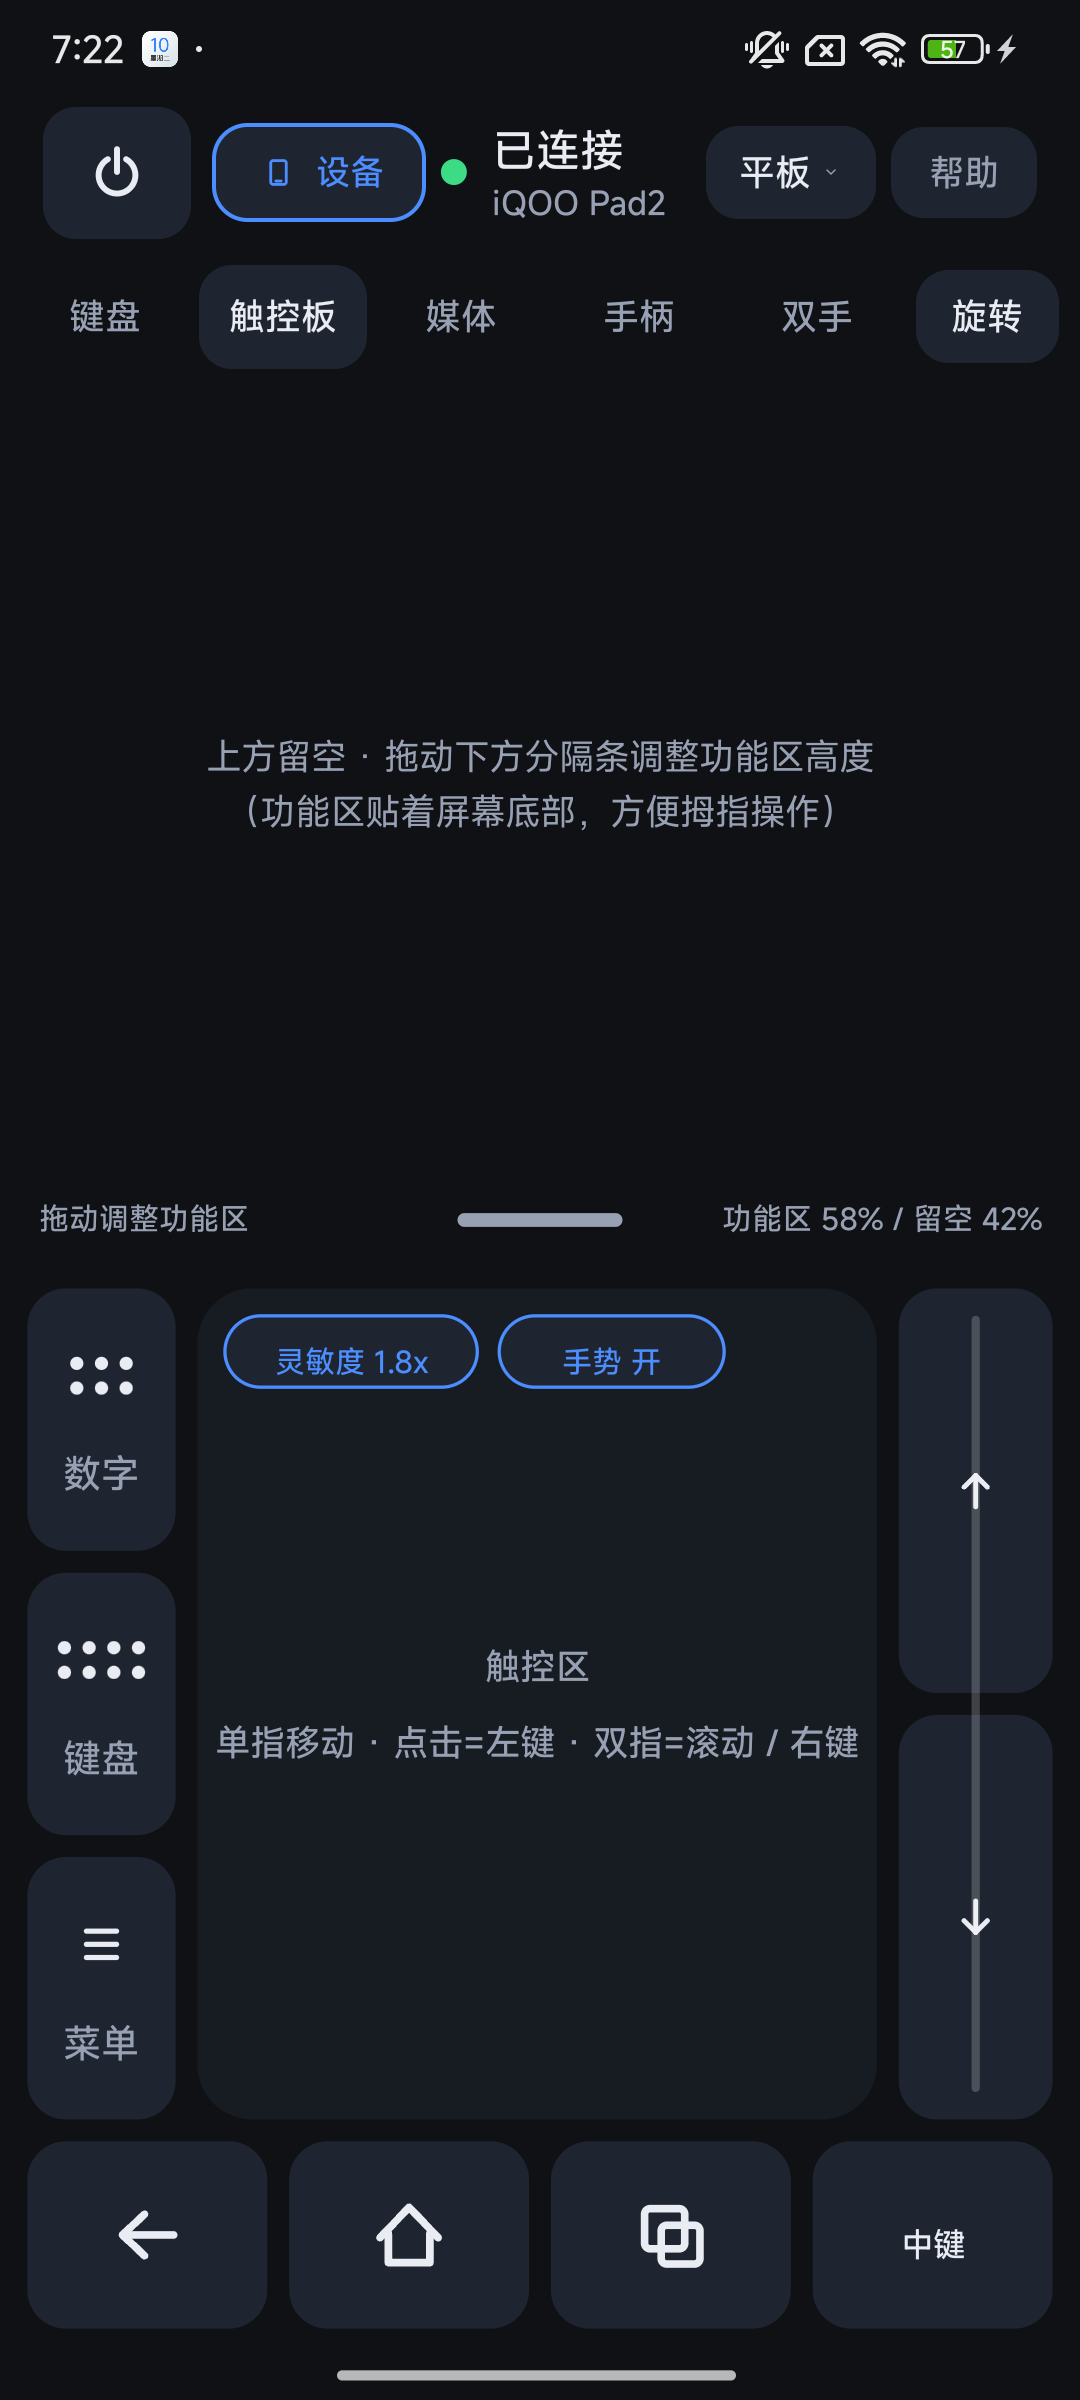 7:22
10
57
设备
已连接
iQOO Pad2
平板
帮助
键盘
触控板
媒体
手柄
双手
旋转
上方留空 · 拖动下方分隔条调整功能区高度
（功能区贴着屏幕底部，方便拇指操作）
拖动调整功能区
功能区 58% / 留空 42%
数字
灵敏度 1.8x
手势 开
键盘
触控区
单指移动 · 点击=左键 · 双指=滚动 / 右键
菜单
中键